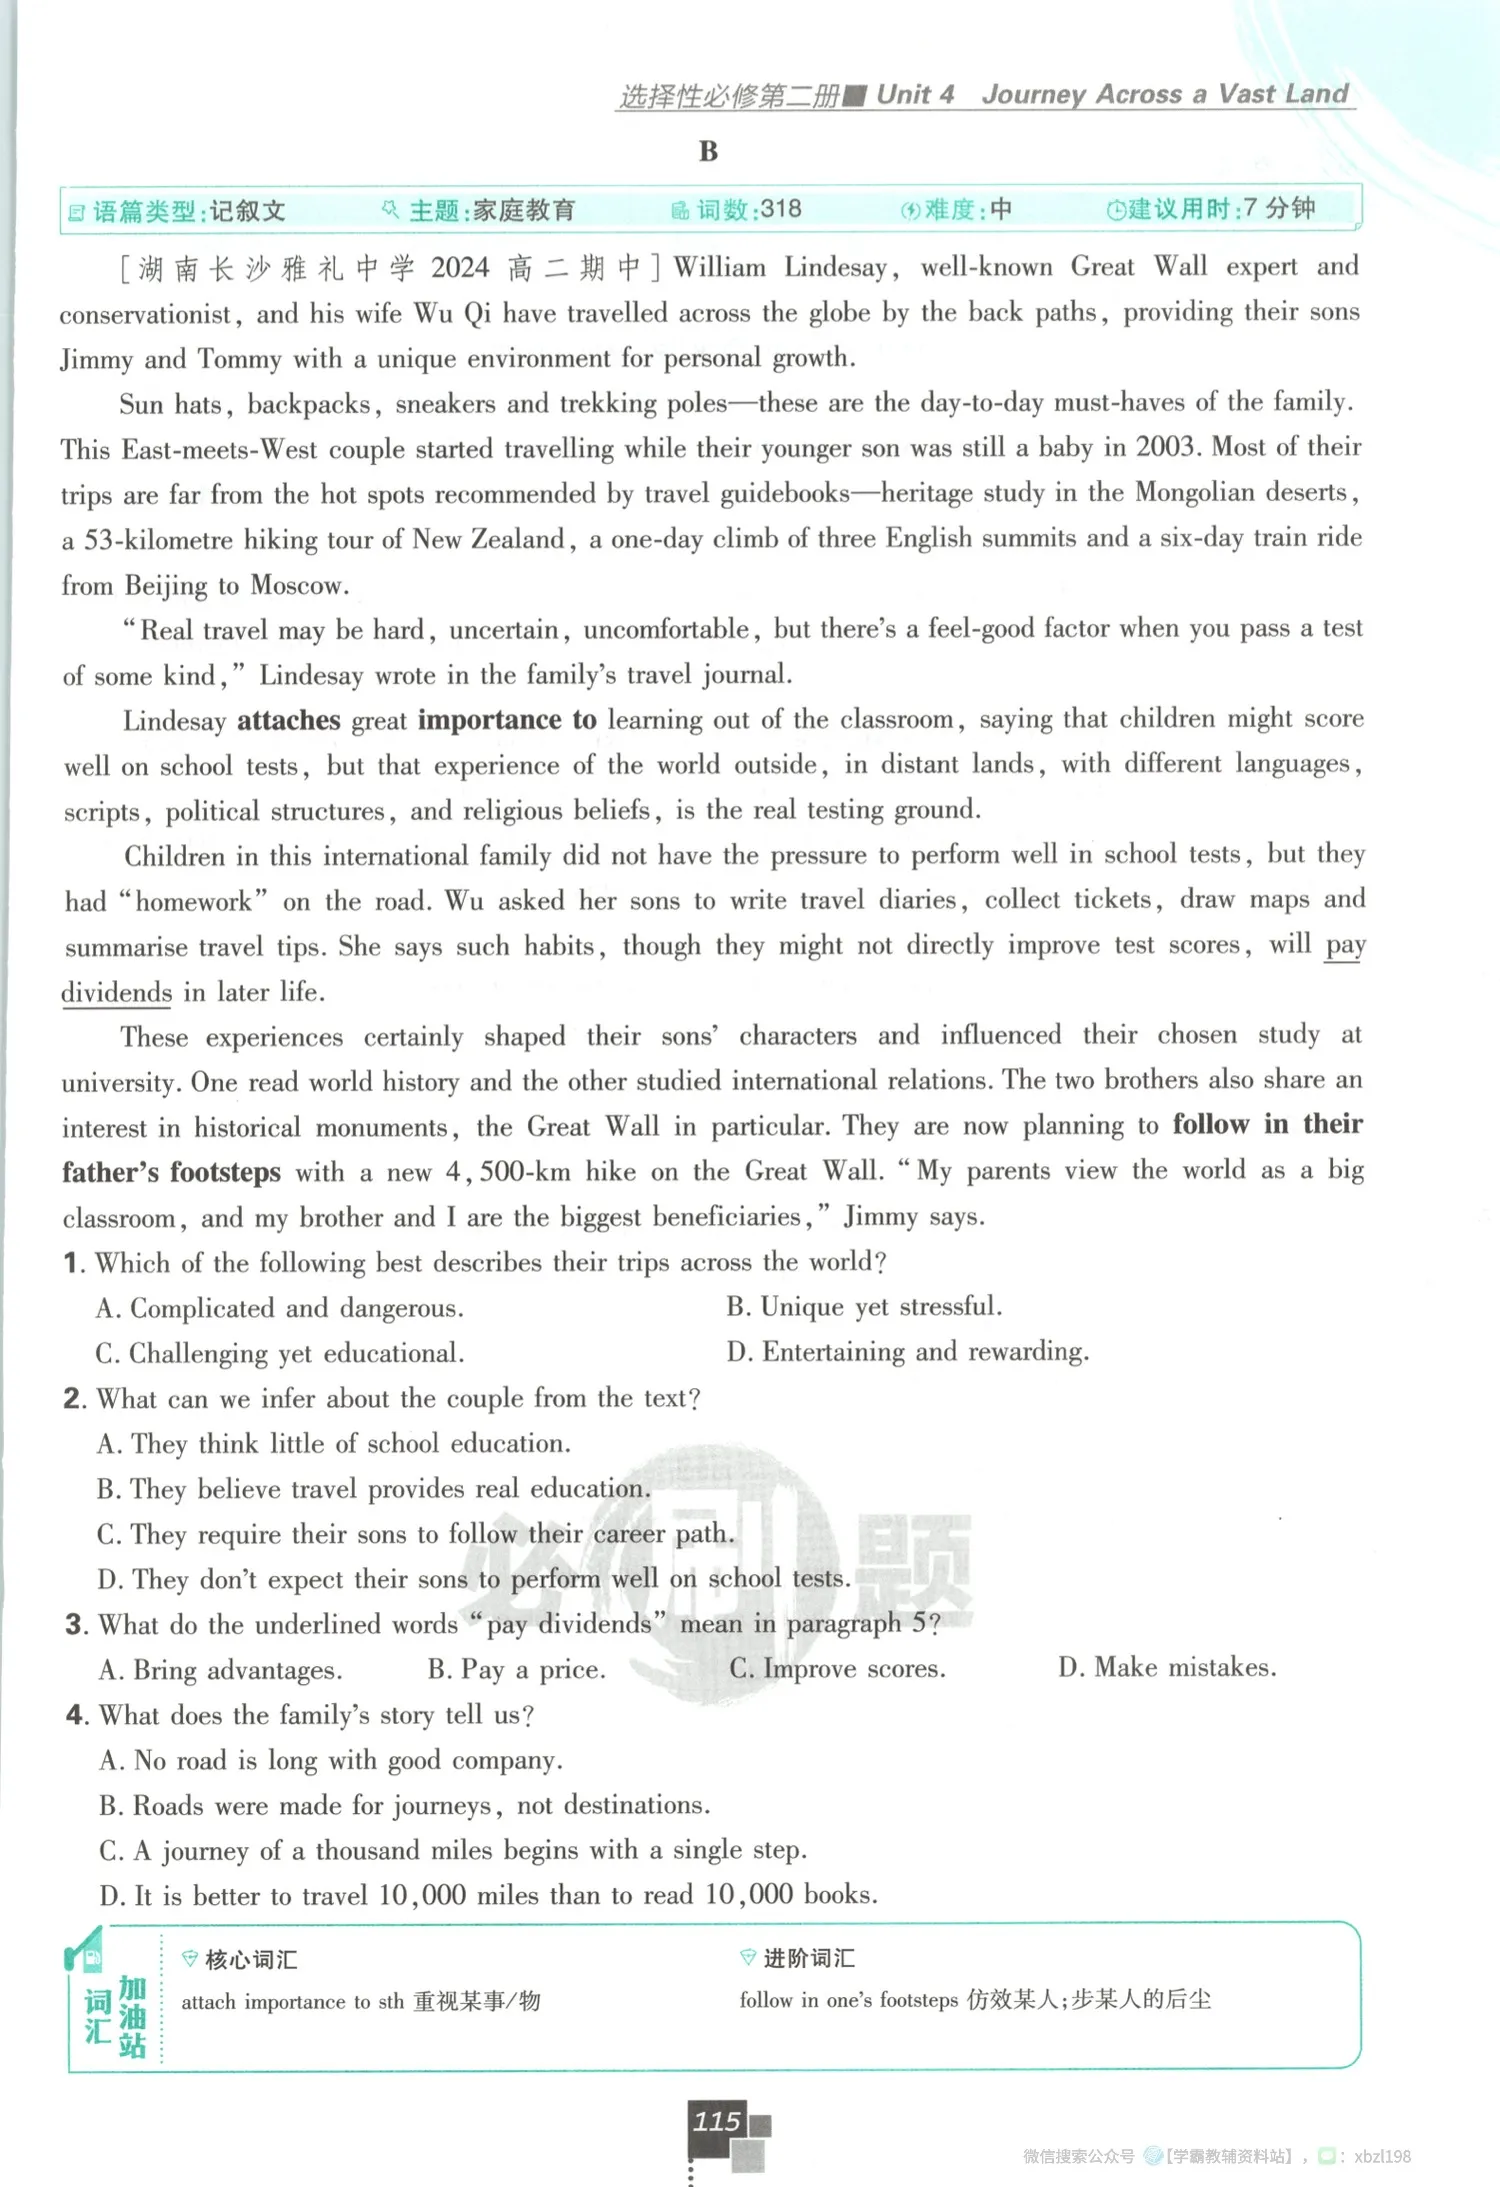 选择性必修第二册 Unit 4 Journey Across a Vast Land
B
语篇类型:记叙文 主题:家庭教育 词数:318 难度:中 建议用时:7 分钟
[湖南长沙雅礼中学 2024 高二期中] William Lindesay, well-known Great Wall expert and
conservationist, and his wife Wu Qi have travelled across the globe by the back paths, providing their sons
Jimmy and Tommy with a unique environment for personal growth.
Sun hats, backpacks, sneakers and trekking poles—these are the day-to-day must-haves of the family.
This East-meets-West couple started travelling while their younger son was still a baby in 2003. Most of their
trips are far from the hot spots recommended by travel guidebooks—heritage study in the Mongolian deserts,
a 53-kilometre hiking tour of New Zealand, a one-day climb of three English summits and a six-day train ride
from Beijing to Moscow.
“Real travel may be hard, uncertain, uncomfortable, but there’s a feel-good factor when you pass a test
of some kind,” Lindesay wrote in the family’s travel journal.
Lindesay attaches great importance to learning out of the classroom, saying that children might score
well on school tests, but that experience of the world outside, in distant lands, with different languages,
scripts, political structures, and religious beliefs, is the real testing ground.
Children in this international family did not have the pressure to perform well in school tests, but they
had “homework” on the road. Wu asked her sons to write travel diaries, collect tickets, draw maps and
summarise travel tips. She says such habits, though they might not directly improve test scores, will pay
dividends in later life.
These experiences certainly shaped their sons’ characters and influenced their chosen study at
university. One read world history and the other studied international relations. The two brothers also share an
interest in historical monuments, the Great Wall in particular. They are now planning to follow in their
father’s footsteps with a new 4,500-km hike on the Great Wall. “My parents view the world as a big
classroom, and my brother and I are the biggest beneficiaries,” Jimmy says.
1. Which of the following best describes their trips across the world?
A. Complicated and dangerous. B. Unique yet stressful.
C. Challenging yet educational. D. Entertaining and rewarding.
2. What can we infer about the couple from the text?
A. They think little of school education.
B. They believe travel provides real education.
C. They require their sons to follow their career path.
D. They don’t expect their sons to perform well on school tests.
3. What do the underlined words “pay dividends” mean in paragraph 5?
A. Bring advantages. B. Pay a price. C. Improve scores. D. Make mistakes.
4. What does the family’s story tell us?
A. No road is long with good company.
B. Roads were made for journeys, not destinations.
C. A journey of a thousand miles begins with a single step.
D. It is better to travel 10,000 miles than to read 10,000 books.
必刷题
词汇加油站
核心词汇 进阶词汇
attach importance to sth 重视某事/物 follow in one’s footsteps 仿效某人;步某人的后尘
115
微信搜索公众号【学霸教辅资料站】,：xbzl198